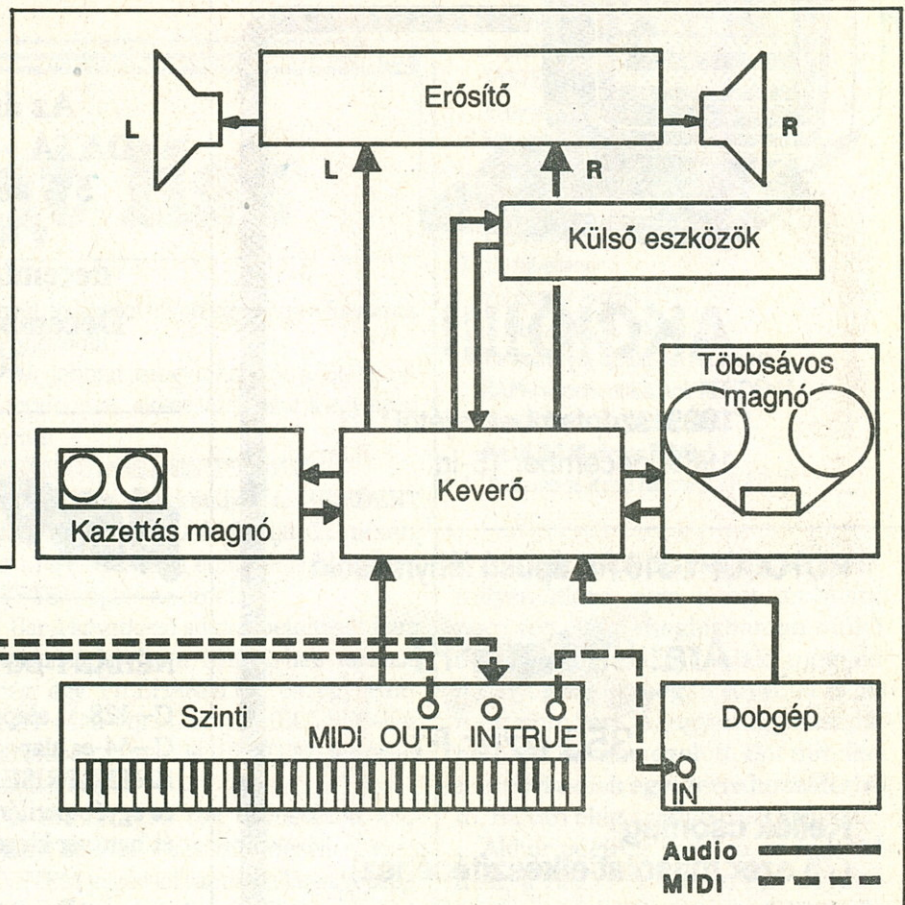 Erősítő
L
R
L
R
Külső eszközök
Többsávos
magnó
Keverő
Kazettás magnó
Szinti
MIDI OUT IN TRUE
Dobgép
IN
Audio
MIDI